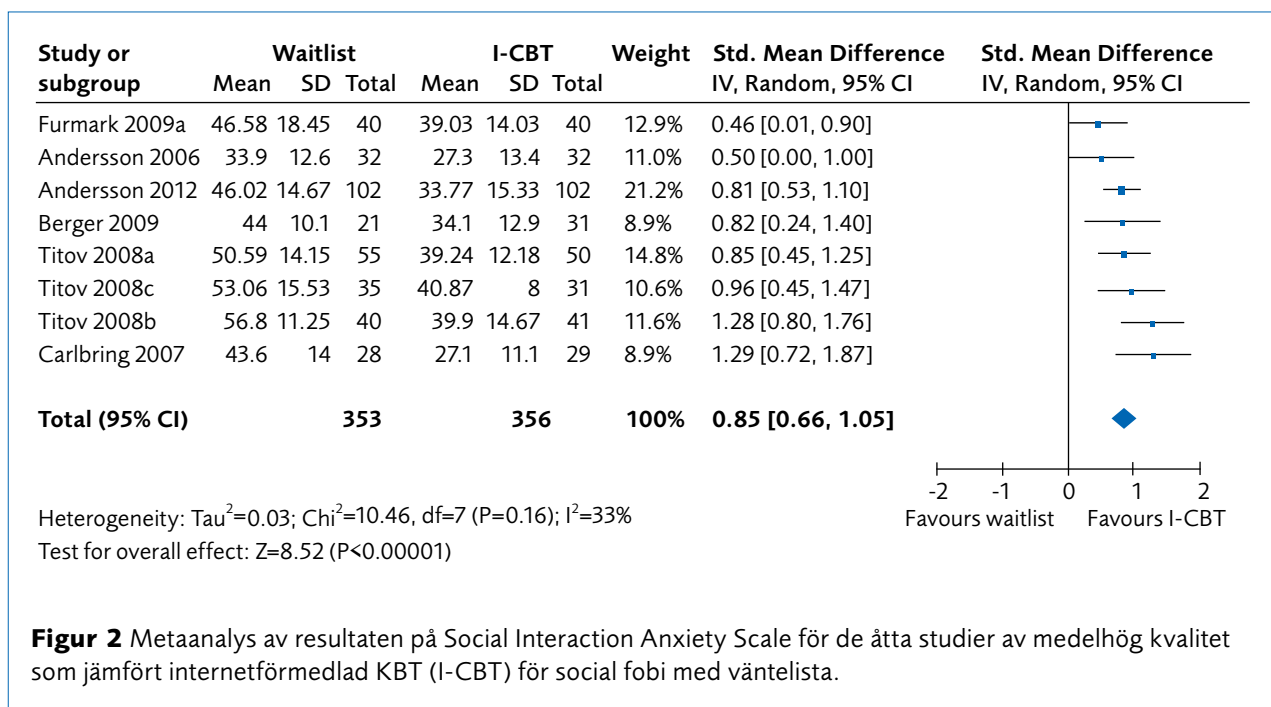 Study or Waitlist I-CBT Weight Std. Mean Difference Std. Mean Difference
subgroup Mean SD Total Mean SD Total IV, Random, 95% CI IV, Random, 95% CI
Furmark 2009a 46.58 18.45 40 39.03 14.03 40 12.9% 0.46 [0.01, 0.90]
Andersson 2006 33.9 12.6 32 27.3 13.4 32 11.0% 0.50 [0.00, 1.00]
Andersson 2012 46.02 14.67 102 33.77 15.33 102 21.2% 0.81 [0.53, 1.10]
Berger 2009 44 10.1 21 34.1 12.9 31 8.9% 0.82 [0.24, 1.40]
Titov 2008a 50.59 14.15 55 39.24 12.18 50 14.8% 0.85 [0.45, 1.25]
Titov 2008c 53.06 15.53 35 40.87 8 31 10.6% 0.96 [0.45, 1.47]
Titov 2008b 56.8 11.25 40 39.9 14.67 41 11.6% 1.28 [0.80, 1.76]
Carlbring 2007 43.6 14 28 27.1 11.1 29 8.9% 1.29 [0.72, 1.87]
Total (95% CI) 353 356 100% 0.85 [0.66, 1.05]
-2 -1 0 1 2
Favours waitlist Favours I-CBT
Heterogeneity: Tau²=0.03; Chi²=10.46, df=7 (P=0.16); I²=33%
Test for overall effect: Z=8.52 (P<0.00001)
Figur 2 Metaanalys av resultaten på Social Interaction Anxiety Scale för de åtta studier av medelhög kvalitet
som jämfört internetförmedlad KBT (I-CBT) för social fobi med väntelista.